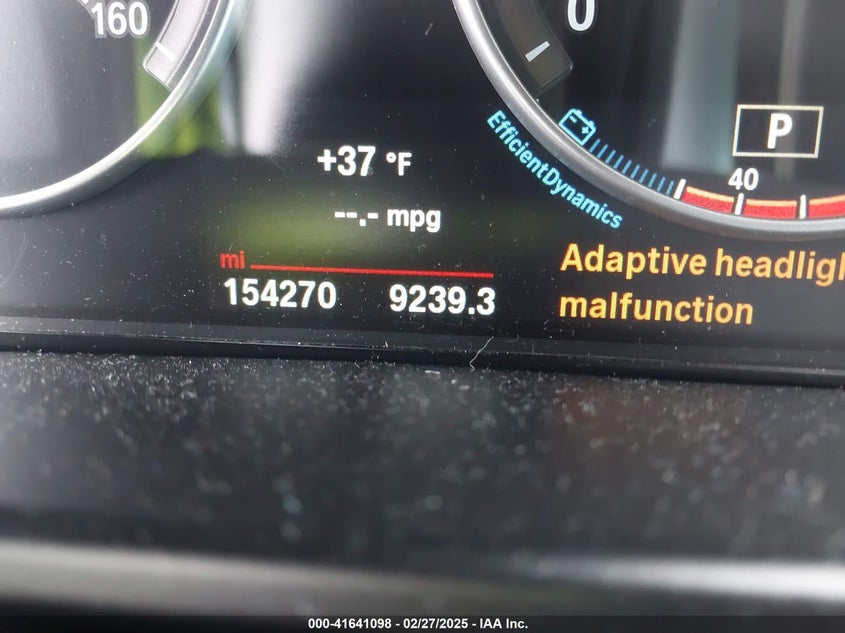 160
0
P
EfficientDynamics
40
+37 °F
--.- mpg
mi
154270 9239.3
Adaptive headligh
malfunction
000-41641098 - 02/27/2025 - IAA Inc.